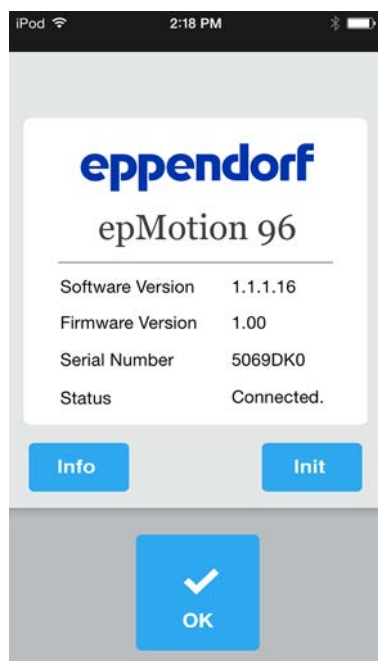 iPod 2:18 PM
eppendorf
epMotion 96
Software Version 1.1.1.16
Firmware Version 1.00
Serial Number 5069DK0
Status Connected.
Info Init
OK